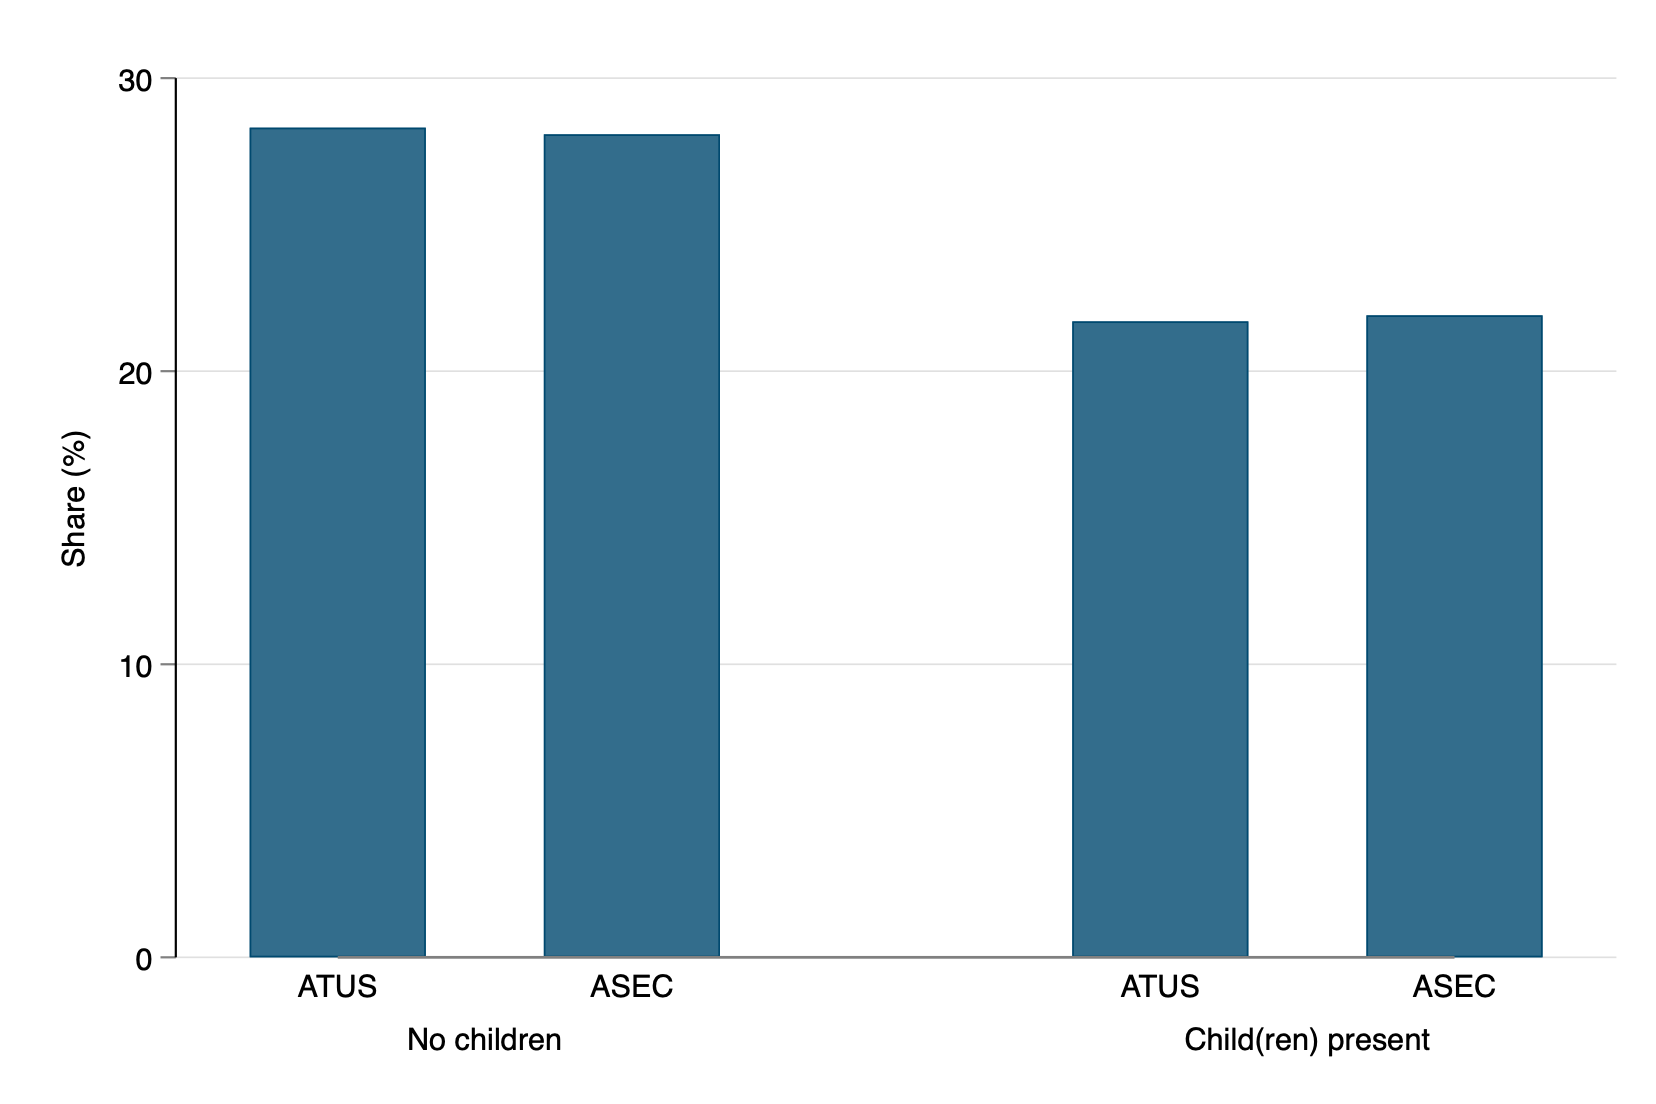 30
20
10
0
Share (%)
ATUS ASEC ATUS ASEC
No children Child(ren) present